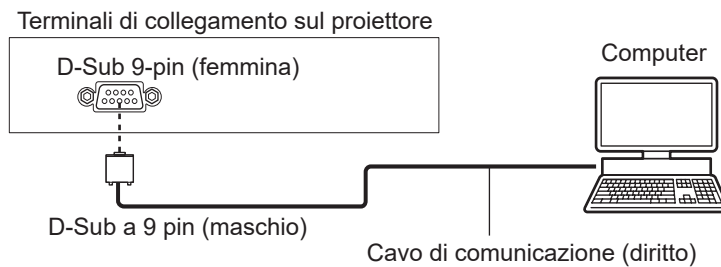 Terminali di collegamento sul proiettore
D-Sub 9-pin (femmina)
Computer
D-Sub a 9 pin (maschio)
Cavo di comunicazione (diritto)